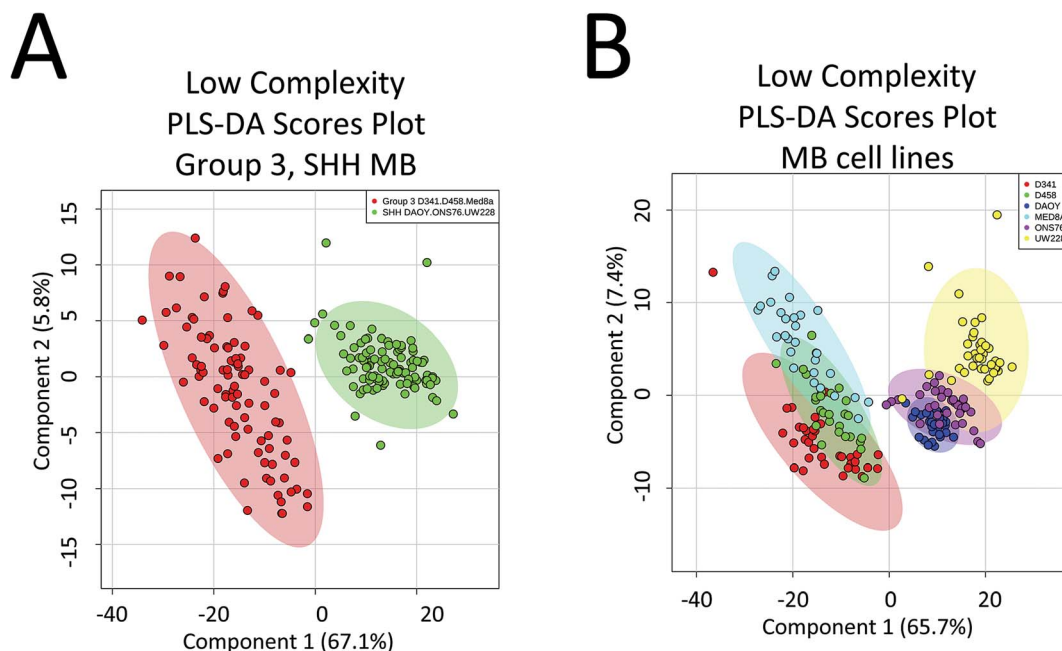 A
Low Complexity
PLS-DA Scores Plot
Group 3, SHH MB
Group 3 D341.D458.Med8a
SHH DAOY.ONS76.UW228
Component 2 (5.8%)
15
10
5
0
-5
-10
-15
-40
-20
0
20
Component 1 (67.1%)
B
Low Complexity
PLS-DA Scores Plot
MB cell lines
D341
D458
DAOY
MED8A
ONS76
UW228
Component 2 (7.4%)
20
10
0
-10
-40
-20
0
20
Component 1 (65.7%)